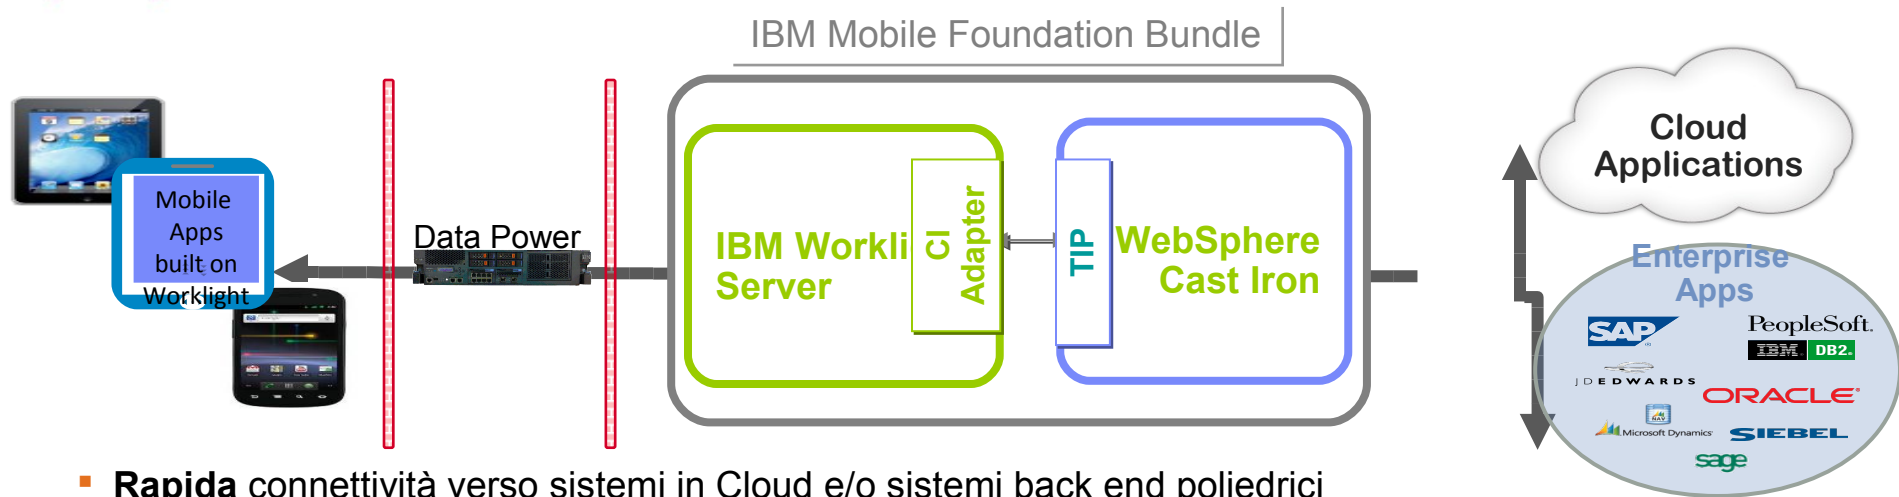 IBM Mobile Foundation Bundle
Mobile
Apps
built on
Worklight
Data Power
IBM Workli
Server
CI
Adapter
TIP
WebSphere
Cast Iron
Cloud
Applications
Enterprise
Apps
SAP
PeopleSoft.
IBM. DB2.
JDEDWARDS
ORACLE
NAV
Microsoft Dynamics
SIEBEL
sage
▪ Rapida connettività verso sistemi in Cloud e/o sistemi back end poliedrici